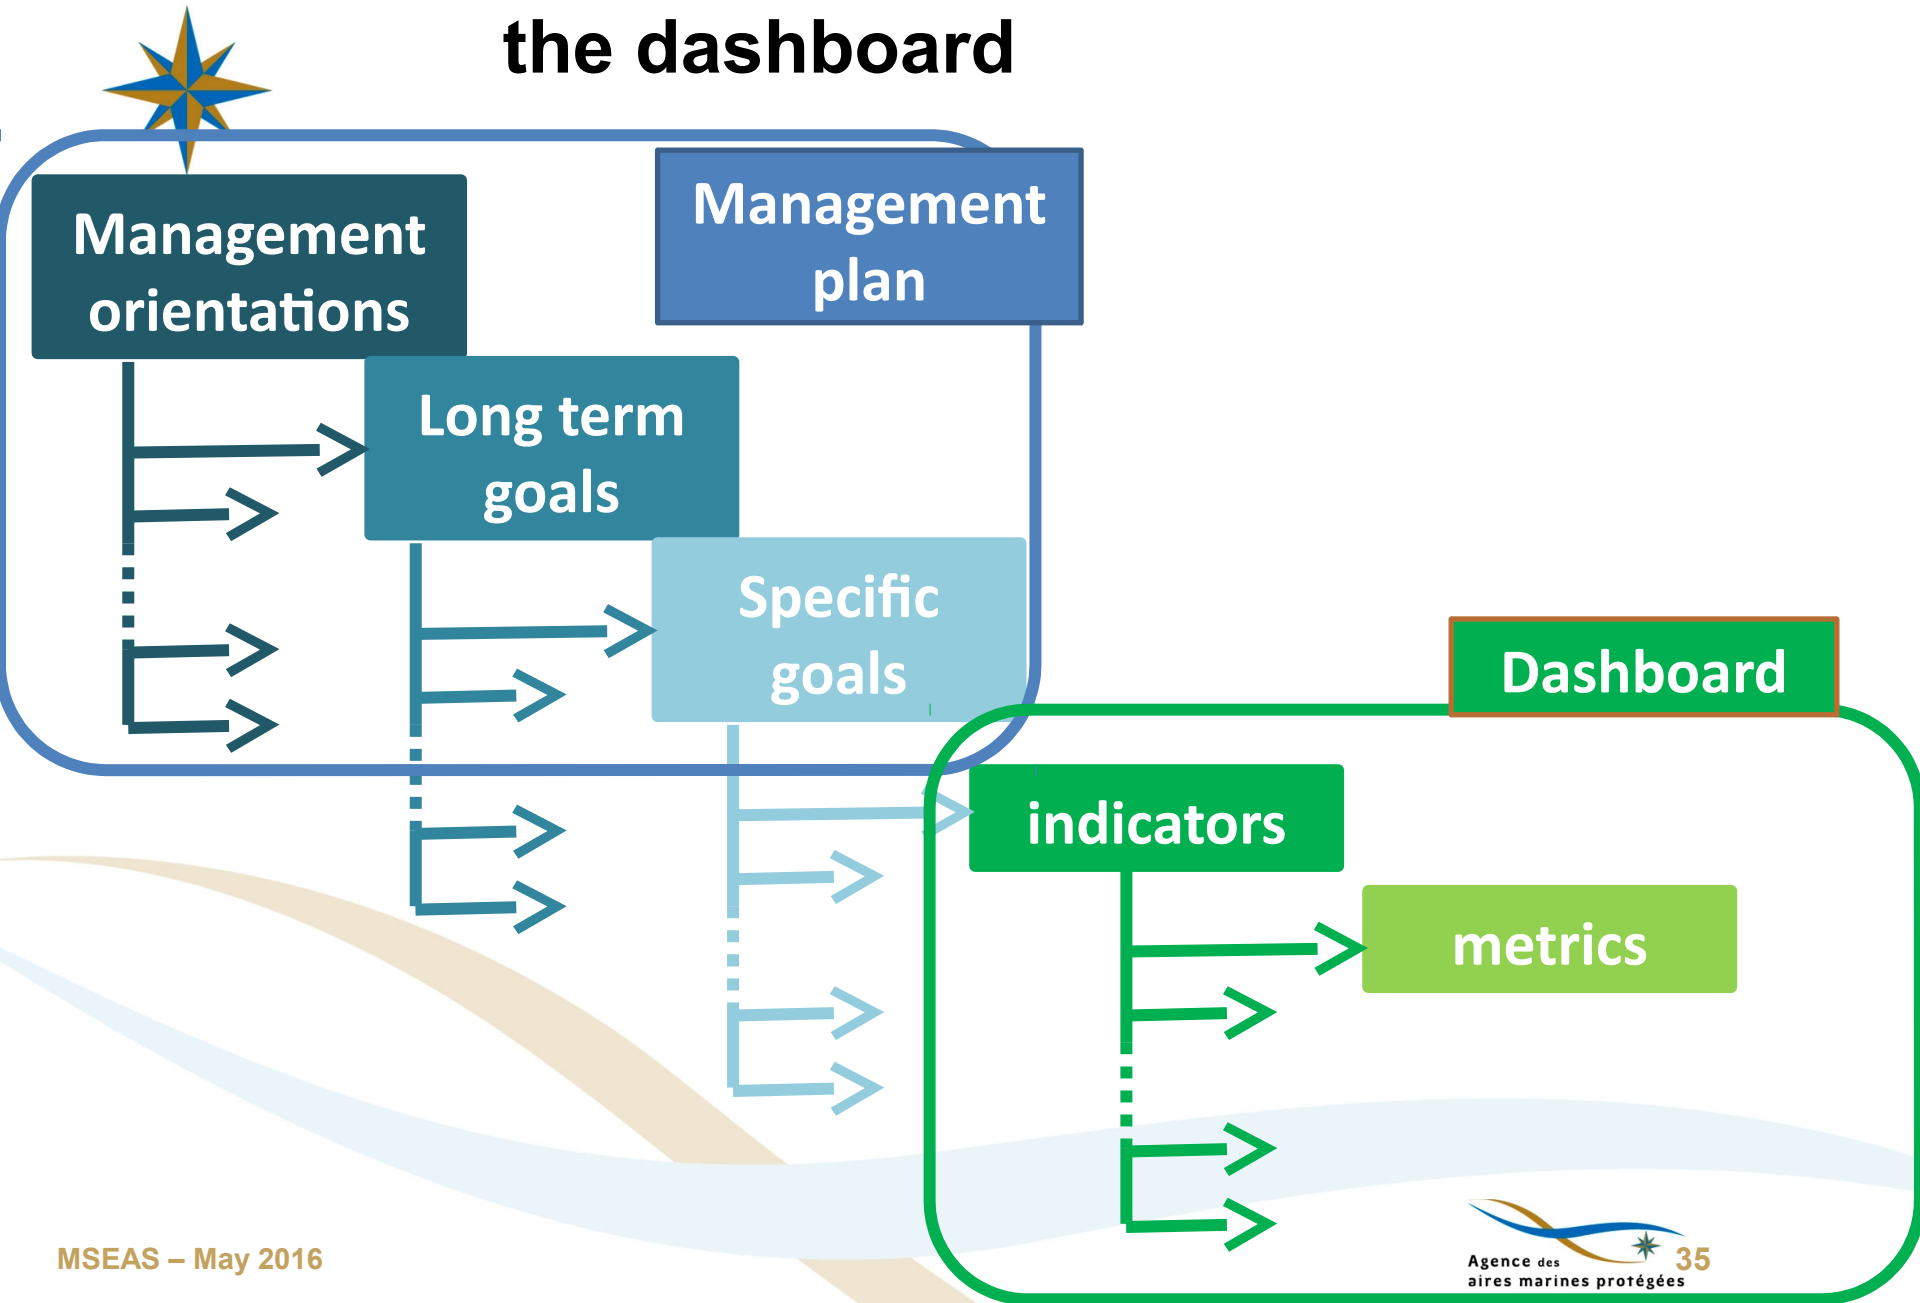 the dashboard
Management
orientations
Management
plan
Long term
goals
Specific
goals
Dashboard
indicators
metrics
MSEAS – May 2016
Agence des
aires marines protégées
35